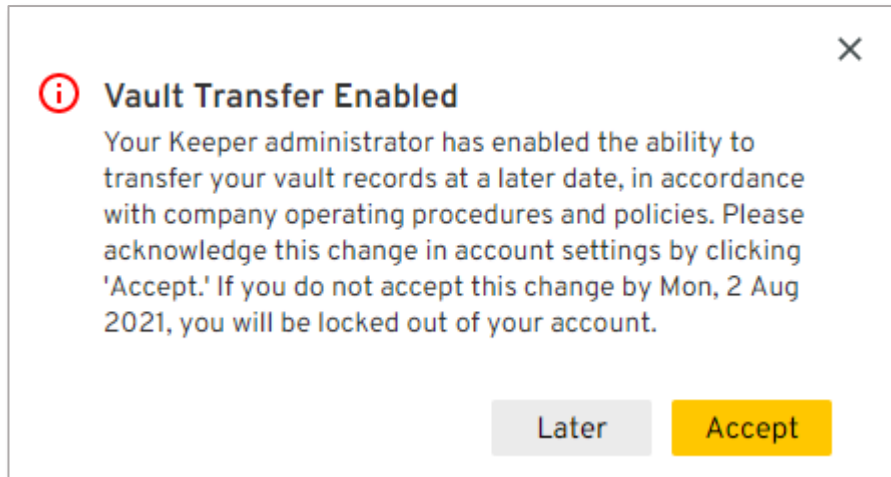 Vault Transfer Enabled
Your Keeper administrator has enabled the ability to
transfer your vault records at a later date, in accordance
with company operating procedures and policies. Please
acknowledge this change in account settings by clicking
'Accept.' If you do not accept this change by Mon, 2 Aug
2021, you will be locked out of your account.
Later
Accept